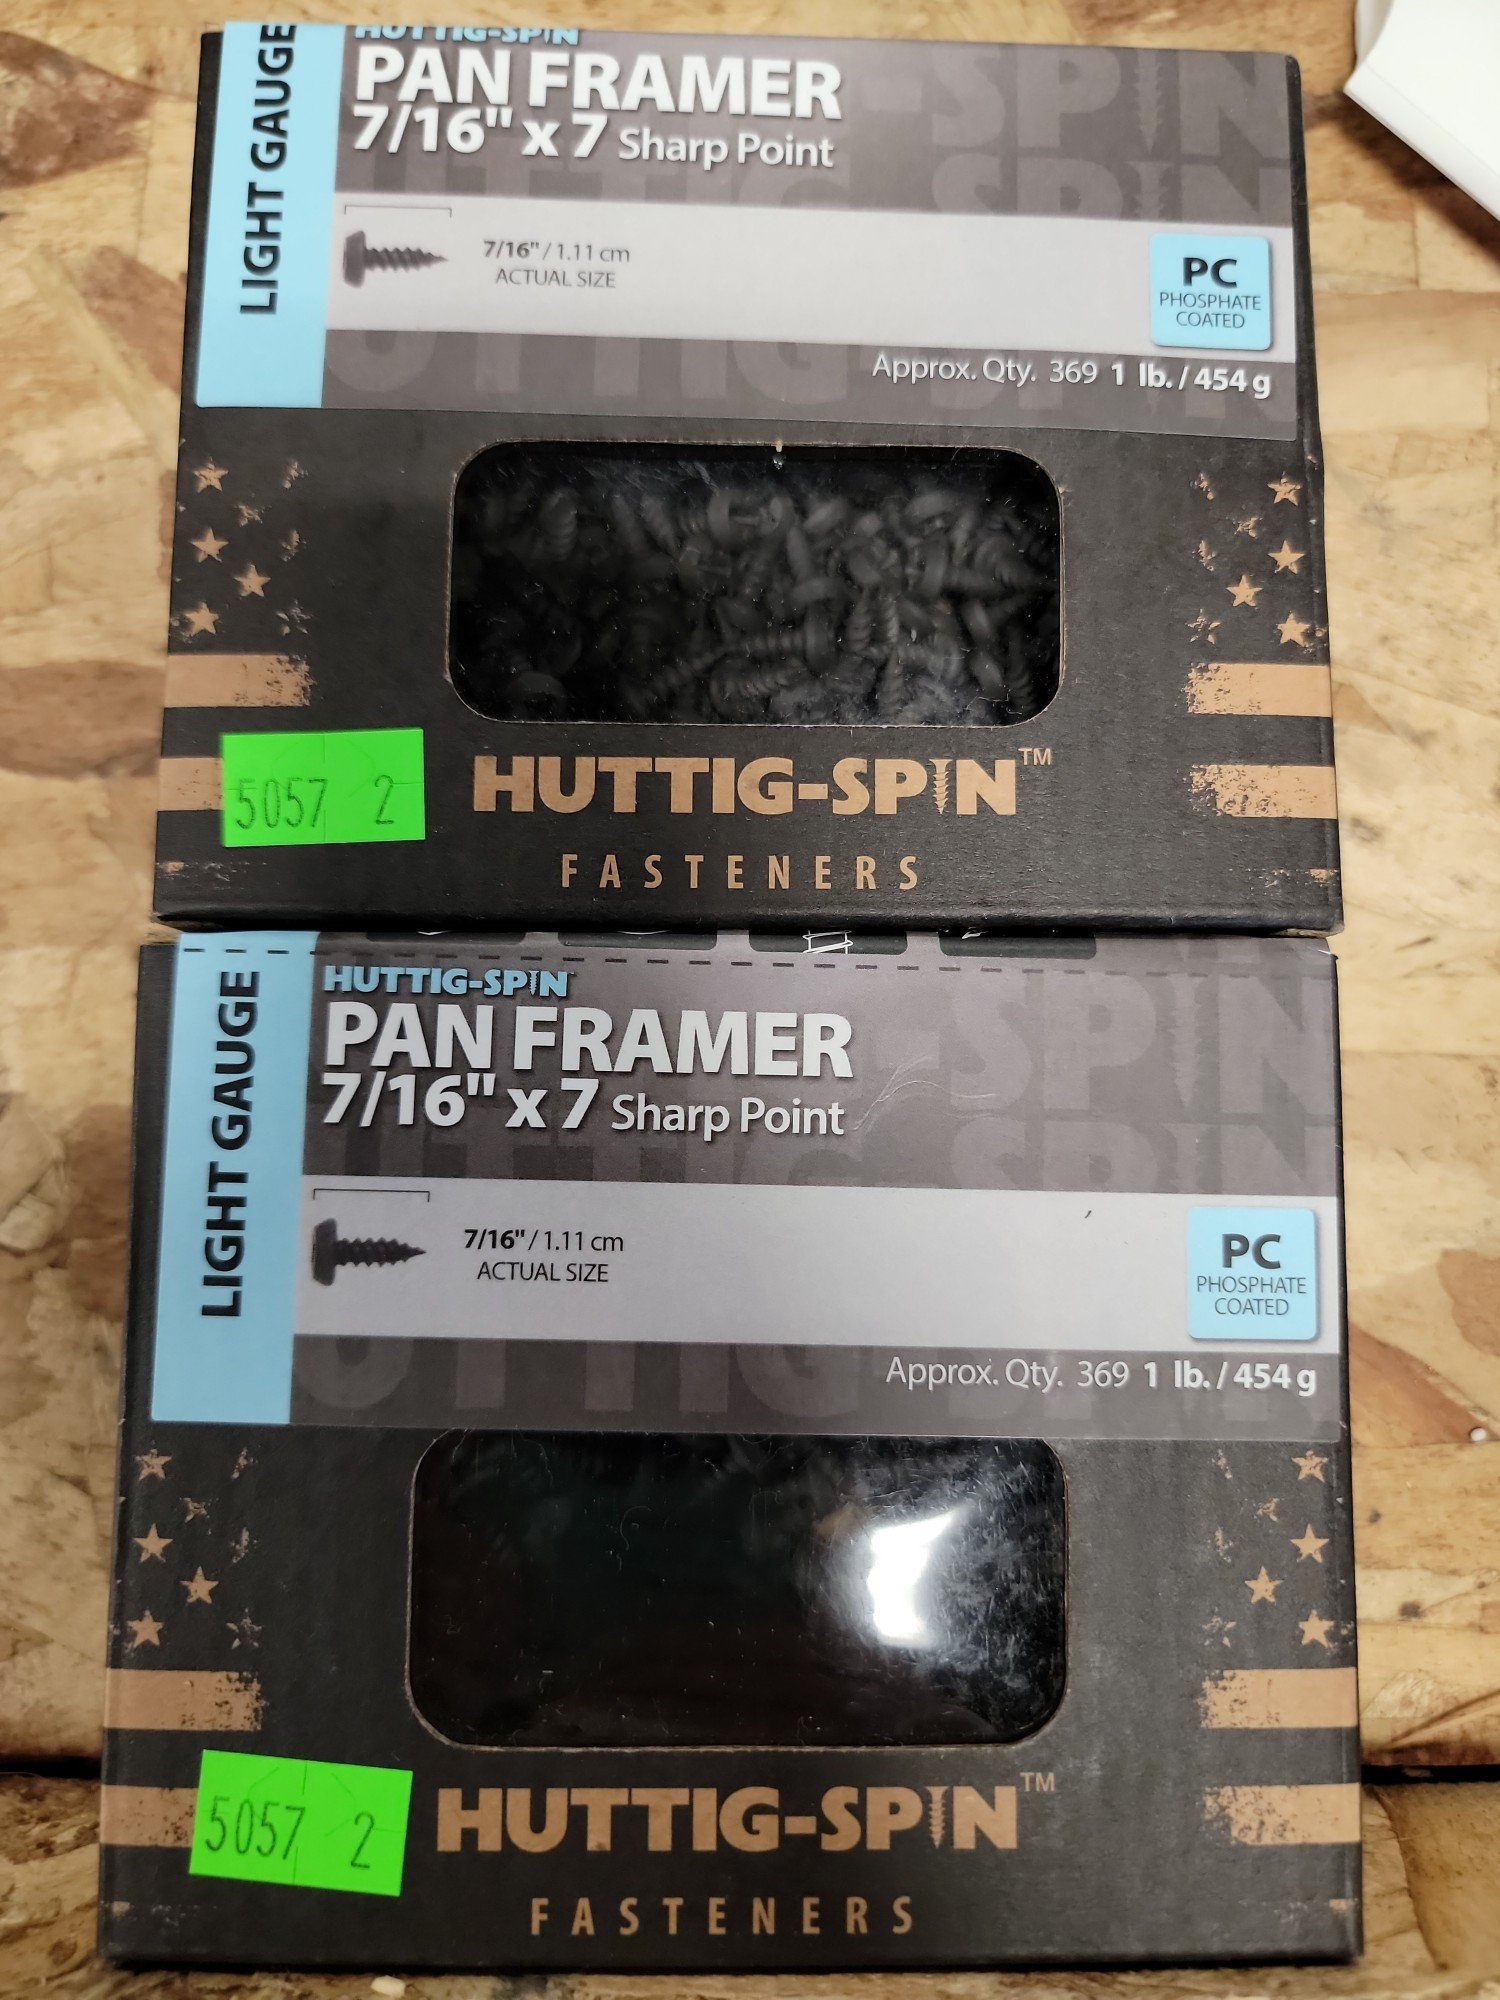 LIGHT GAUGE
HUTTIG-SPIN
PAN FRAMER
7/16" x 7 Sharp Point
7/16" / 1.11 cm
ACTUAL SIZE
PC
PHOSPHATE
COATED
Approx. Qty. 369 1 lb. / 454 g
5057 2
HUTTIG-SPIN™
FASTENERS
LIGHT GAUGE
HUTTIG-SPIN
PAN FRAMER
7/16" x 7 Sharp Point
7/16" / 1.11 cm
ACTUAL SIZE
PC
PHOSPHATE
COATED
Approx. Qty. 369 1 lb. / 454 g
5057 2
HUTTIG-SPIN™
FASTENERS